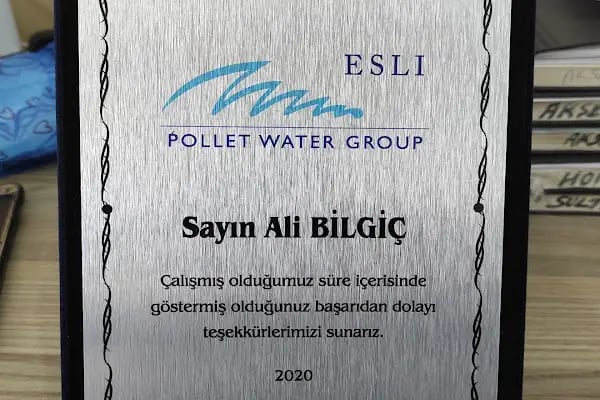 ESLI
POLLET WATER GROUP
Sayın Ali BİLGİÇ
Çalışmış olduğumuz süre içerisinde
göstermiş olduğunuz başarıdan dolayı
teşekkürlerimizi sunarız.
2020